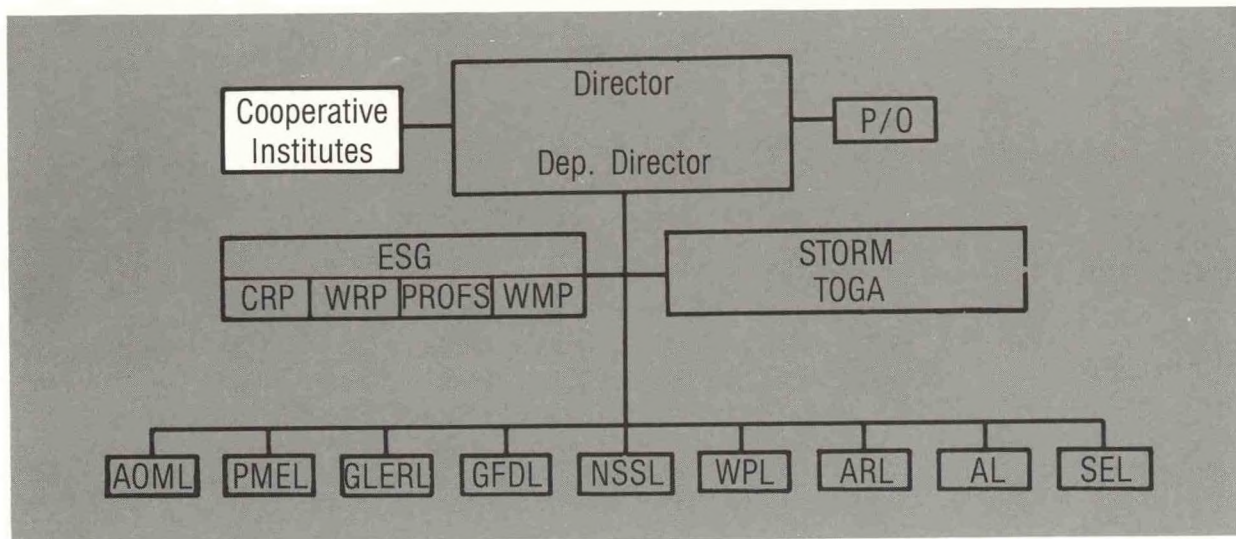 Director
Cooperative
Institutes
P/O
Dep. Director
ESG
CRP WRP PROFS WMP
STORM
TOGA
AOML PMEL GLERL GFDL NSSL WPL ARL AL SEL